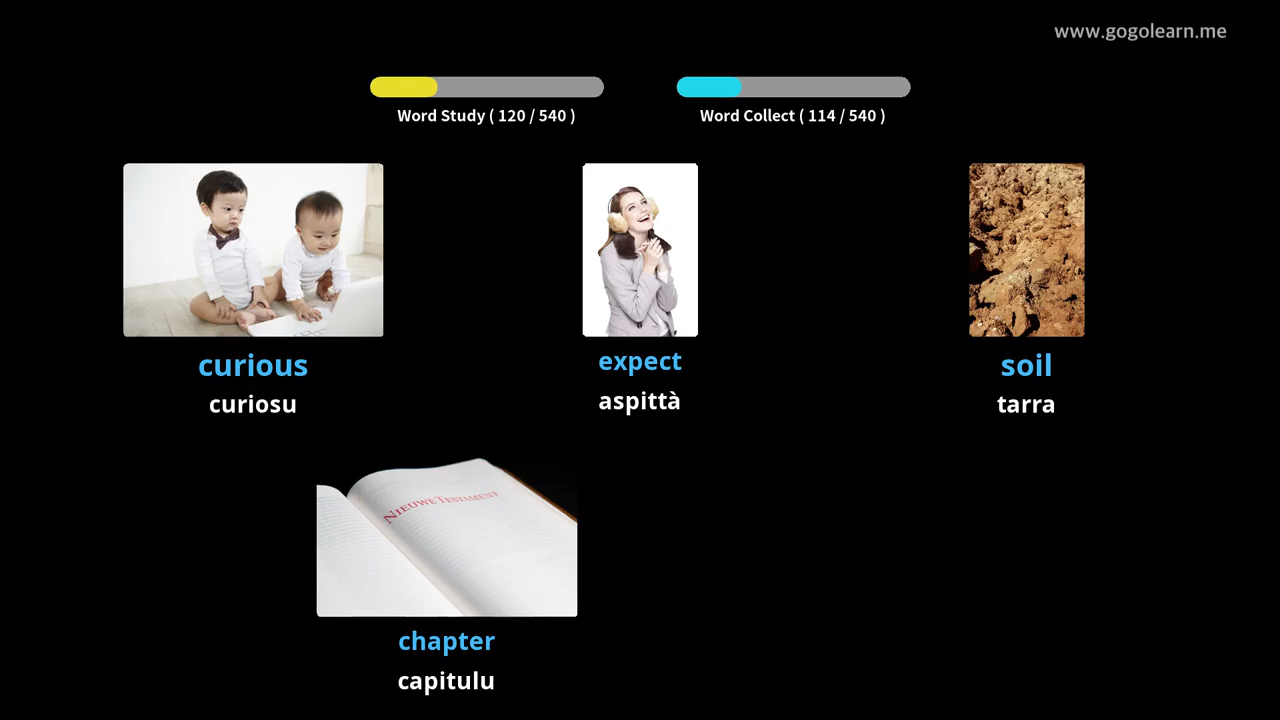 www.gogolearn.me
Word Study ( 120 / 540 )
Word Collect ( 114 / 540 )
curious
curiosu
expect
aspittà
soil
tarra
NIEUWE TESTAMENT
chapter
capitulu